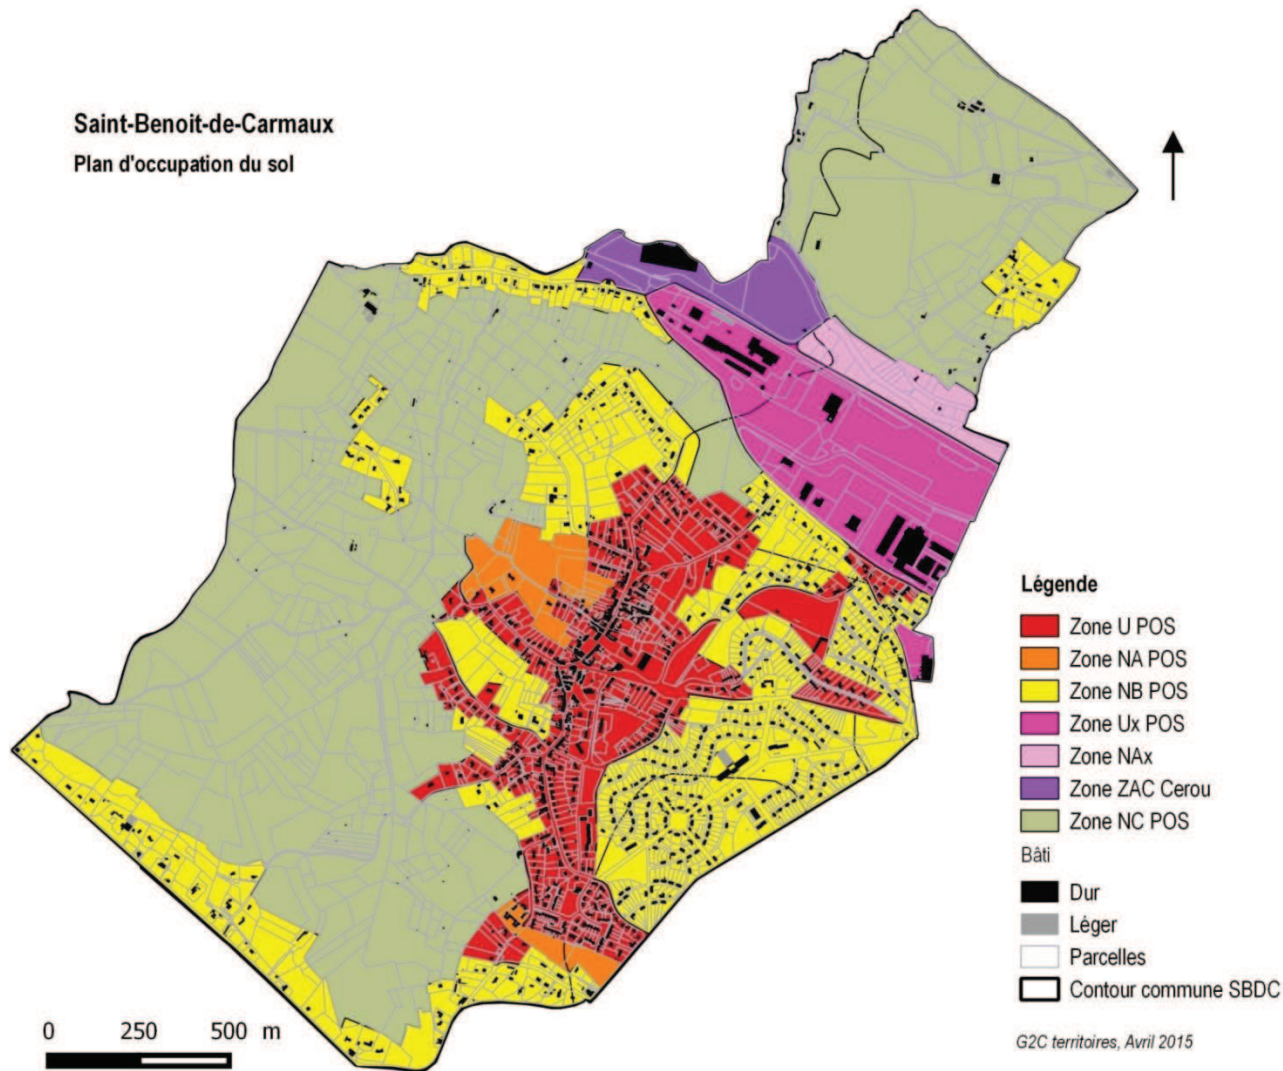 Saint-Benoit-de-Carmaux
Plan d'occupation du sol
Légende
Zone U POS
Zone NA POS
Zone NB POS
Zone Ux POS
Zone NAx
Zone ZAC Cerou
Zone NC POS
Bâti
Dur
Léger
Parcelles
Contour commune SBDC
0 250 500 m
G2C territoires, Avril 2015